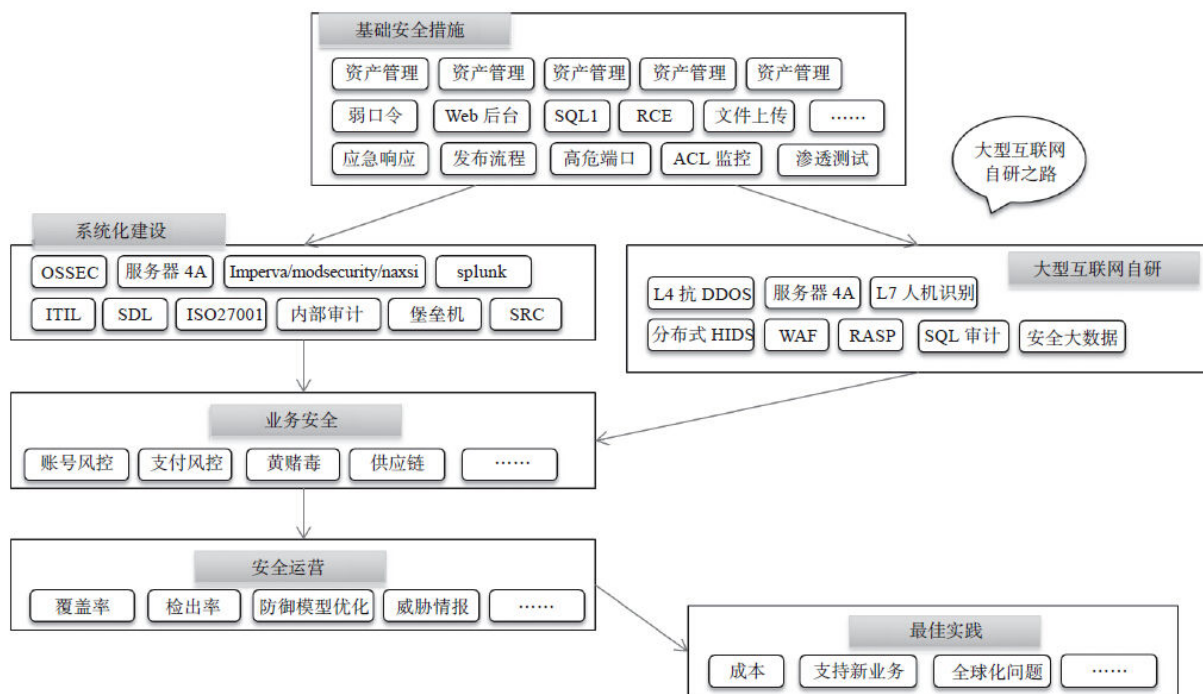 基础安全措施
资产管理 资产管理 资产管理 资产管理 资产管理
弱口令 Web 后台 SQL1 RCE 文件上传 ……
应急响应 发布流程 高危端口 ACL 监控 渗透测试
大型互联网
自研之路
系统化建设
OSSEC 服务器 4A Imperva/modsecurity/naxsi splunk
ITIL SDL ISO27001 内部审计 堡垒机 SRC
大型互联网自研
L4 抗 DDOS 服务器 4A L7 人机识别
分布式 HIDS WAF RASP SQL 审计 安全大数据
业务安全
账号风控 支付风控 黄赌毒 供应链 ……
安全运营
覆盖率 检出率 防御模型优化 威胁情报 ……
最佳实践
成本 支持新业务 全球化问题 ……